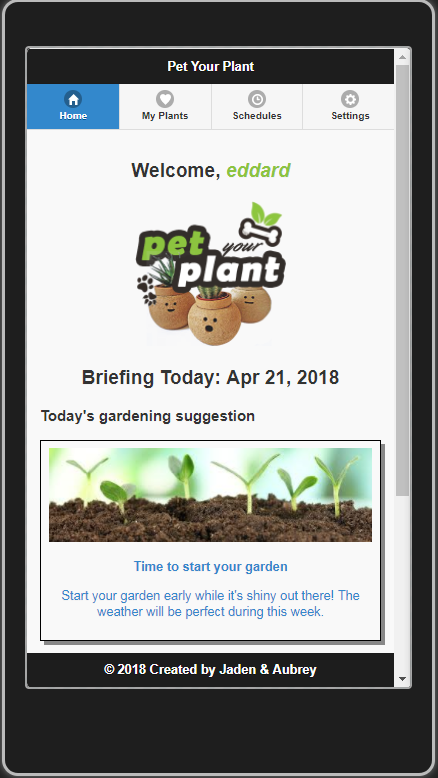 Pet Your Plant
Home
My Plants
Schedules
Settings
Welcome, eddard
pet your
plant
Briefing Today: Apr 21, 2018
Today's gardening suggestion
Time to start your garden
Start your garden early while it's shiny out there! The
weather will be perfect during this week.
© 2018 Created by Jaden & Aubrey